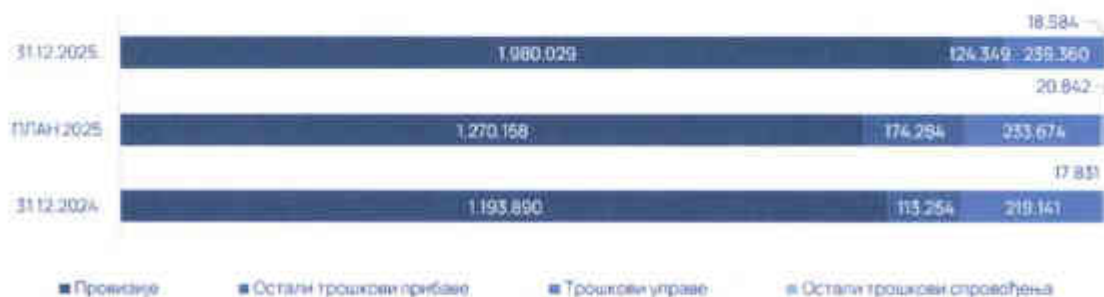 18.584
31.12.2025. 1.980.029 124.349 239.360
20.842
ПЛАН 2025 1.270.158 174.294 233.674
17.831
31.12.2024. 1.193.890 113.254 219.141
Провизије Остали трошкови прибаве Трошкови управе Остали трошкови спровођења